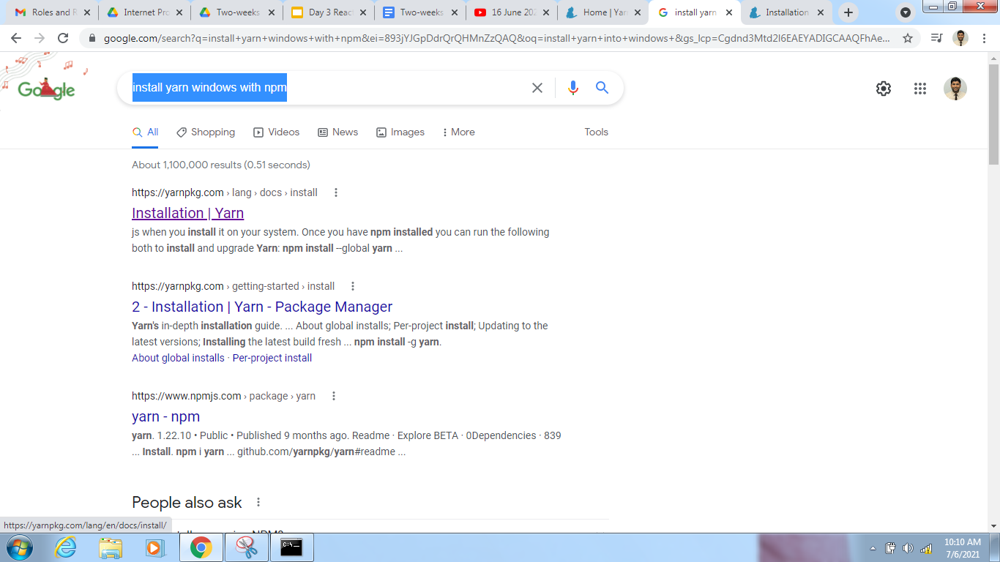 Roles and R
Internet Pro
Two-weeks
Day 3 React
Two-weeks
16 June 202
Home | Yarn
install yarn
Installation
google.com/search?q=install+yarn+windows+with+npm&ei=893jYJGpDdrQrQHMnZzQAQ&oq=install+yarn+into+windows+&gs_lcp=Cgdnd3Mtd2l6EAEYADIGCAAQFhAe...
Google
install yarn windows with npm
All
Shopping
Videos
News
Images
More
Tools
About 1,100,000 results (0.51 seconds)
https://yarnpkg.com › lang › docs › install
Installation | Yarn
js when you install it on your system. Once you have npm installed you can run the following
both to install and upgrade Yarn: npm install --global yarn ...
https://yarnpkg.com › getting-started › install
2 - Installation | Yarn - Package Manager
Yarn's in-depth installation guide. ... About global installs; Per-project install; Updating to the
latest versions; Installing the latest build fresh ... npm install -g yarn.
About global installs · Per-project install
https://www.npmjs.com › package › yarn
yarn - npm
yarn. 1.22.10 • Public • Published 9 months ago. Readme · Explore BETA · 0Dependencies · 839
... Install. npm i yarn ... github.com/yarnpkg/yarn#readme ...
People also ask
https://yarnpkg.com/lang/en/docs/install/
C:\_
10:10 AM
7/6/2021